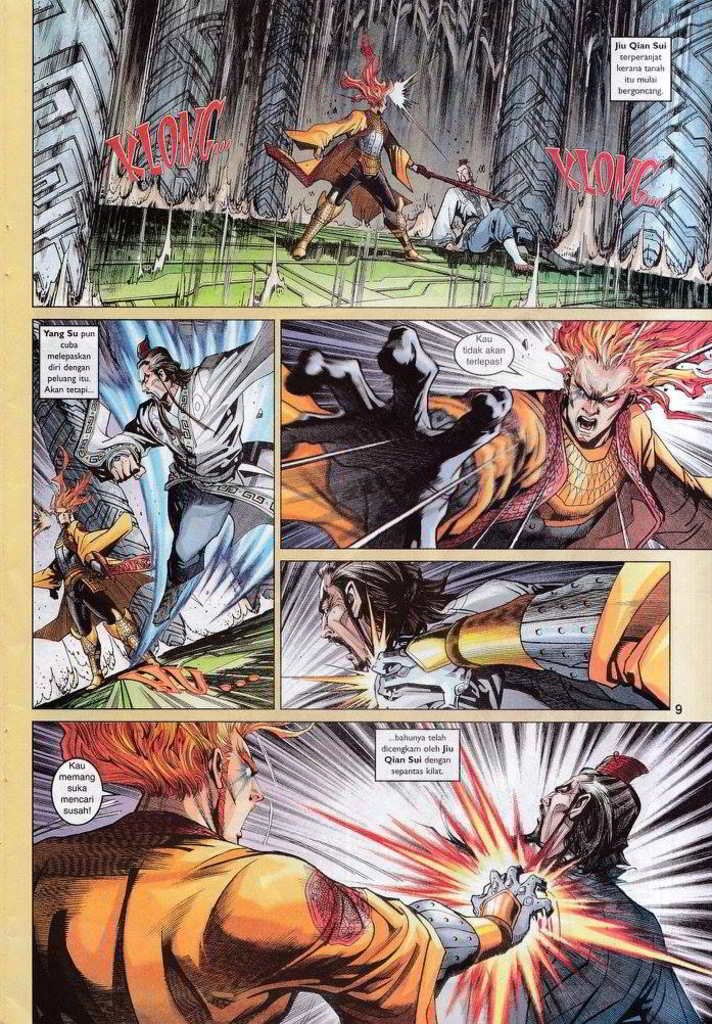 Jiu Qian Sui
terperanjat
kerana tanah
itu mulai
bergoncang.
KLONG...
KLONG...
Yang Su pun
cuba
melepaskan
diri dengan
peluang itu.
Akan tetapi...
Kau
tidak akan
terlepas!
9
Kau
memang
suka
mencari
susah!
...bahunya telah
dicengkam oleh Jiu
Qian Sui dengan
sepantas kilat.